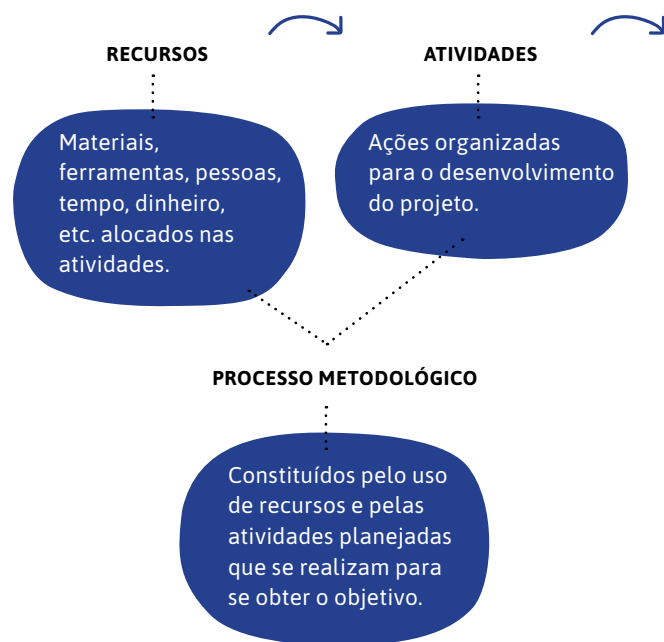 RECURSOS
Materiais,
ferramentas, pessoas,
tempo, dinheiro,
etc. alocados nas
atividades.
ATIVIDADES
Ações organizadas
para o desenvolvimento
do projeto.
PROCESSO METODOLÓGICO
Constituídos pelo uso
de recursos e pelas
atividades planejadas
que se realizam para
se obter o objetivo.